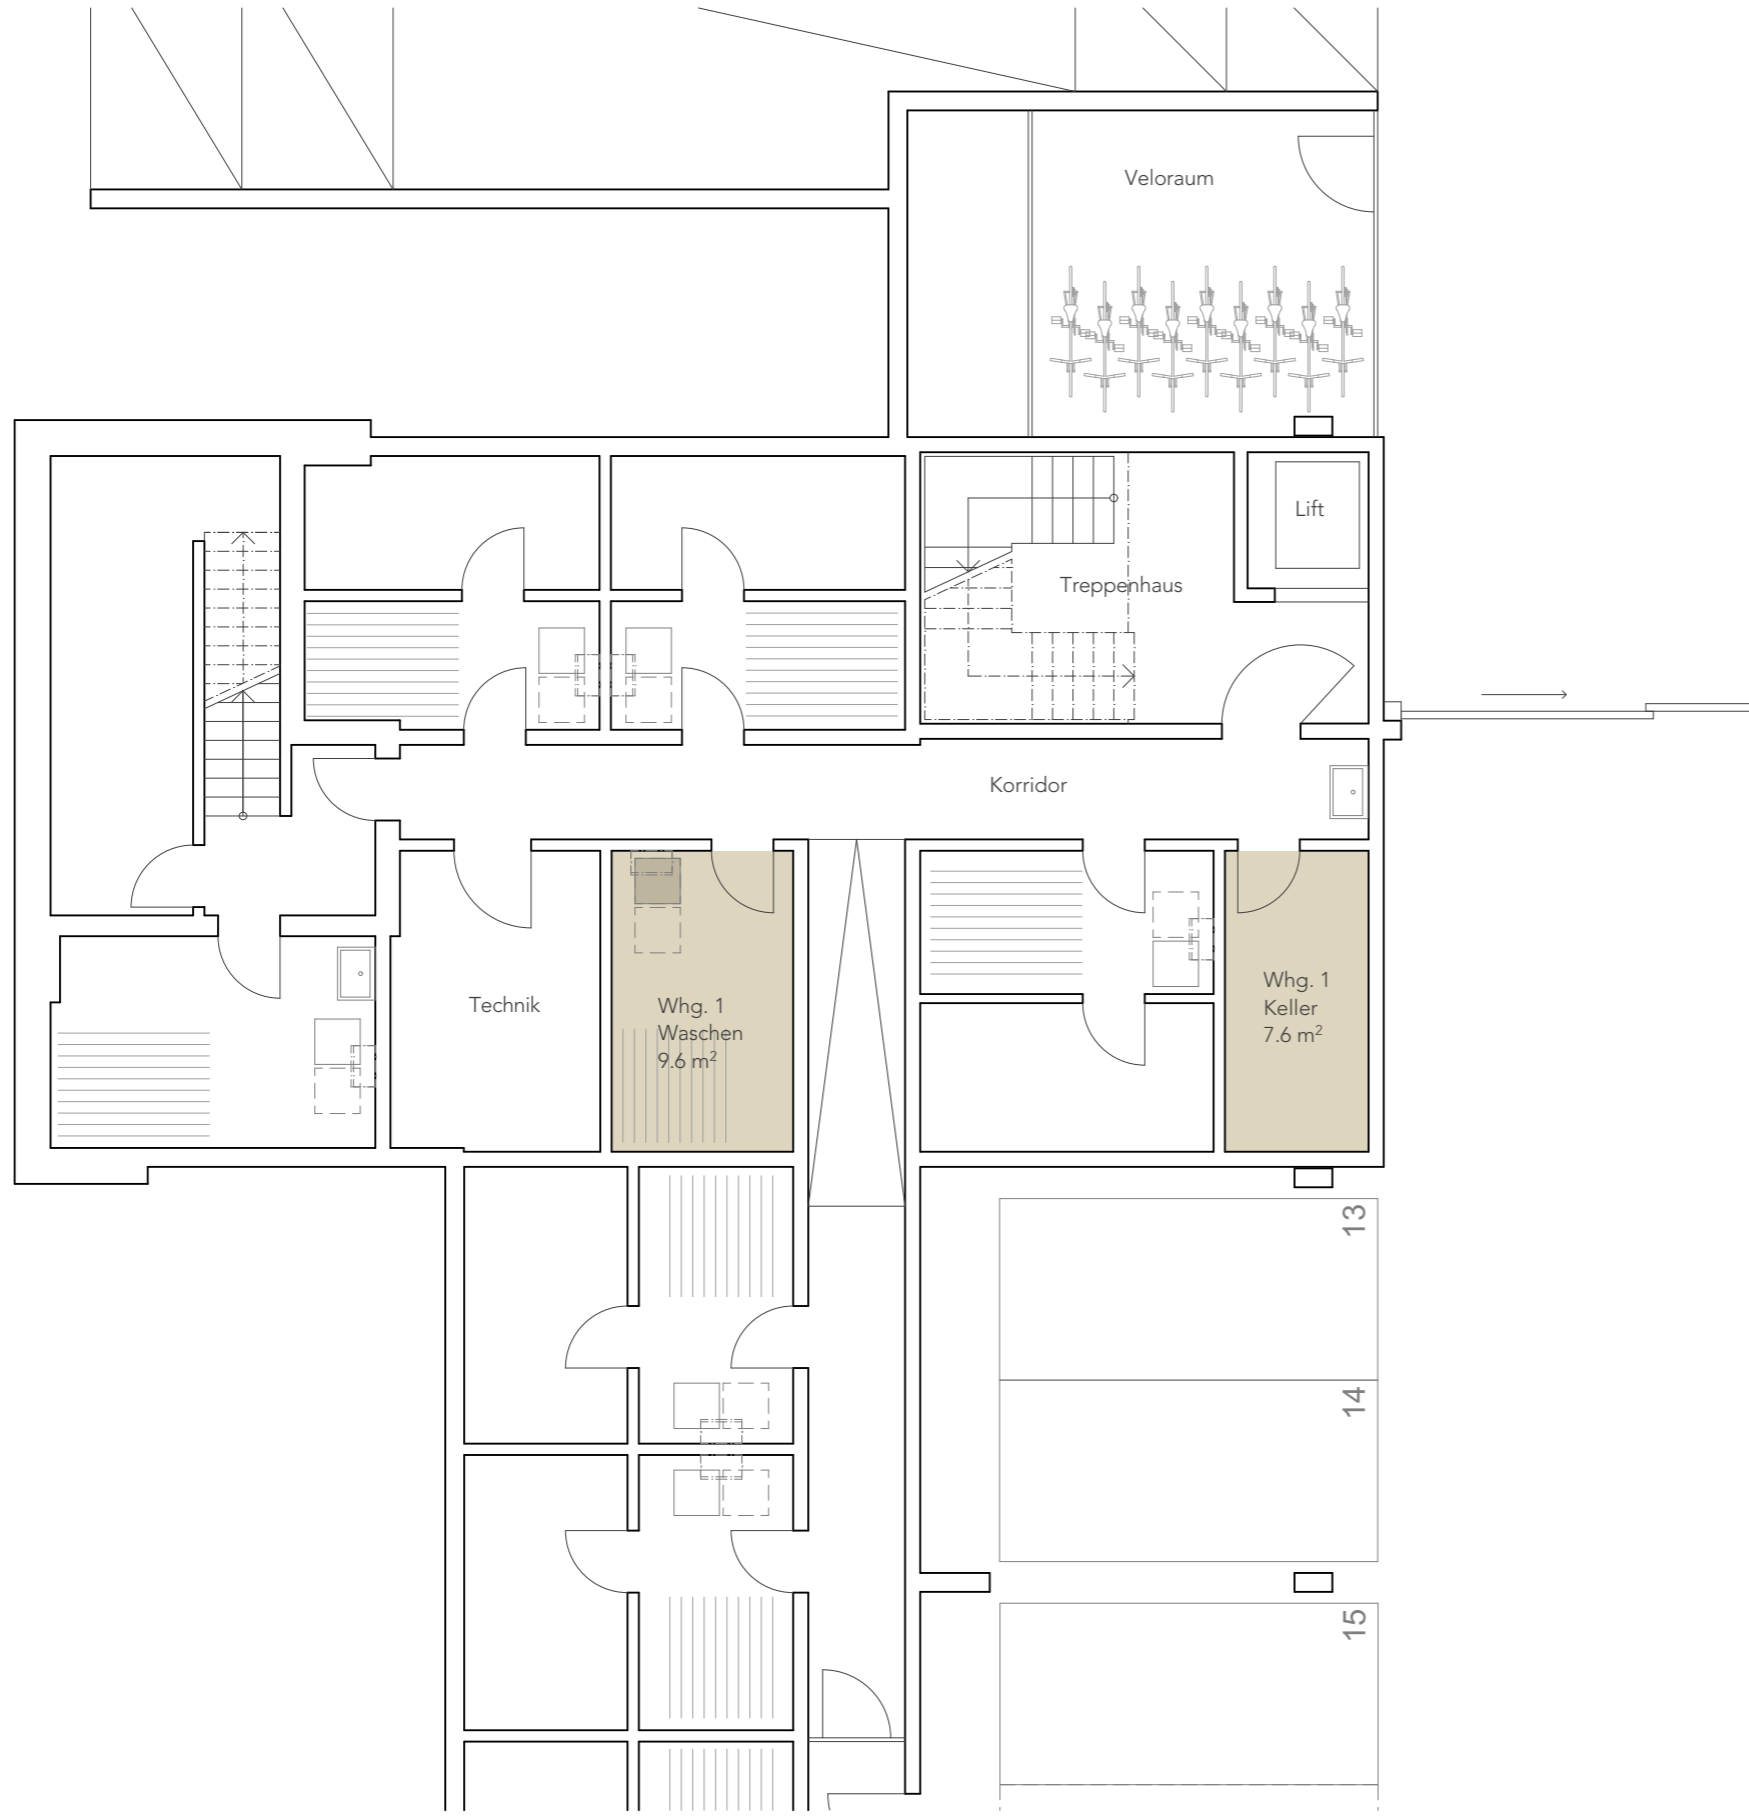 Veloraum
Lift
Treppenhaus
Korridor
Technik
Whg. 1
Waschen
9.6 m²
Whg. 1
Keller
7.6 m²
13
14
15